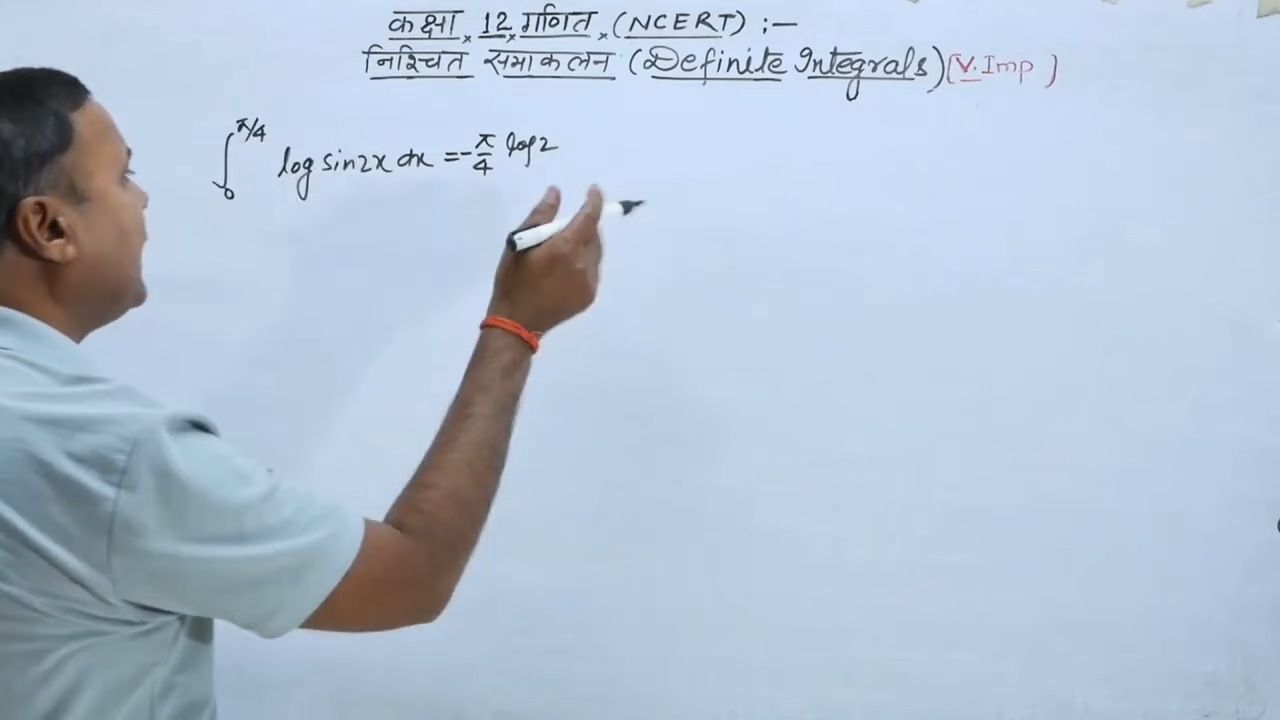 कक्षा × 12 × गणित × (NCERT) :—
निश्चित समाकलन (Definite Integrals) [V. Imp)
∫₀^π/4 log sin2x dx = -π/4 log2